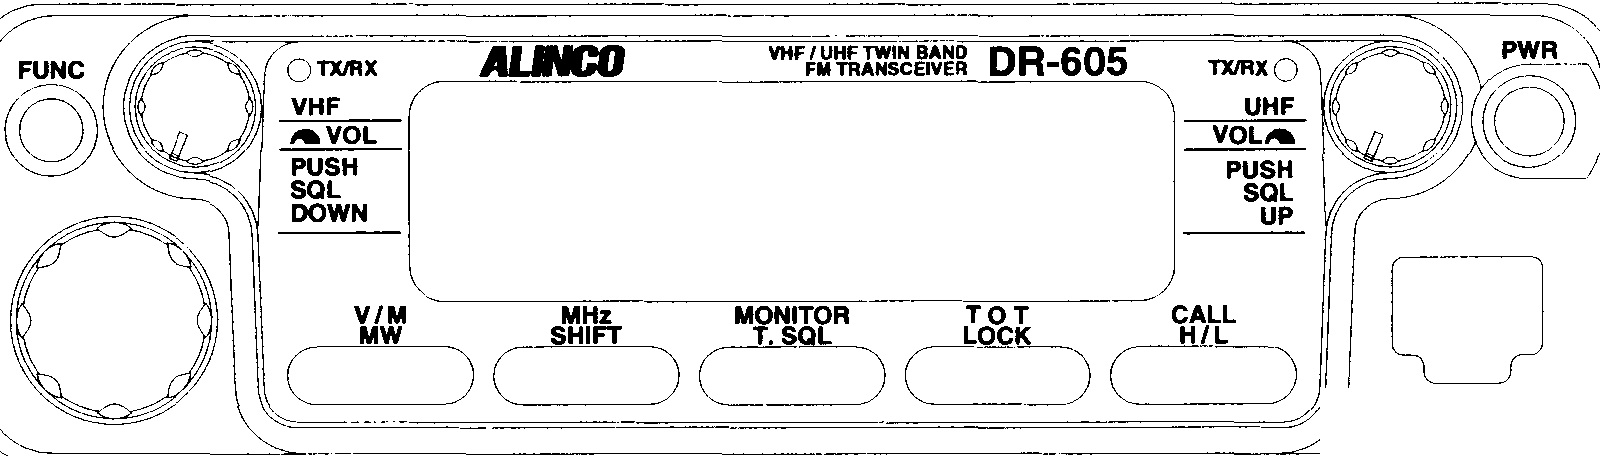 FUNC
TX/RX
ALINCO
VHF / UHF TWIN BAND
FM TRANSCEIVER
DR-605
TX/RX
PWR
VHF
VOL
PUSH
SQL
DOWN
UHF
VOL
PUSH
SQL
UP
V / M
MW
MHz
SHIFT
MONITOR
T. SQL
T O T
LOCK
CALL
H / L